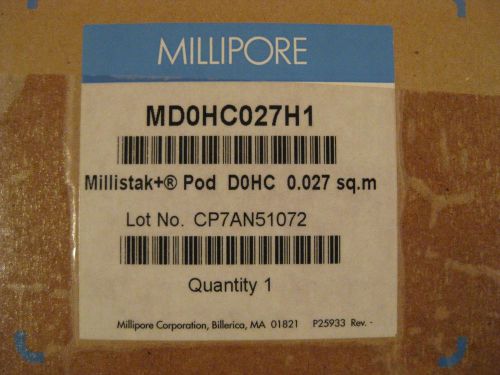 MILLIPORE
MD0HC027H1
Millistak+® Pod D0HC 0.027 sq.m
Lot No. CP7AN51072
Quantity 1
Millipore Corporation, Billerica, MA 01821 P25933 Rev. -